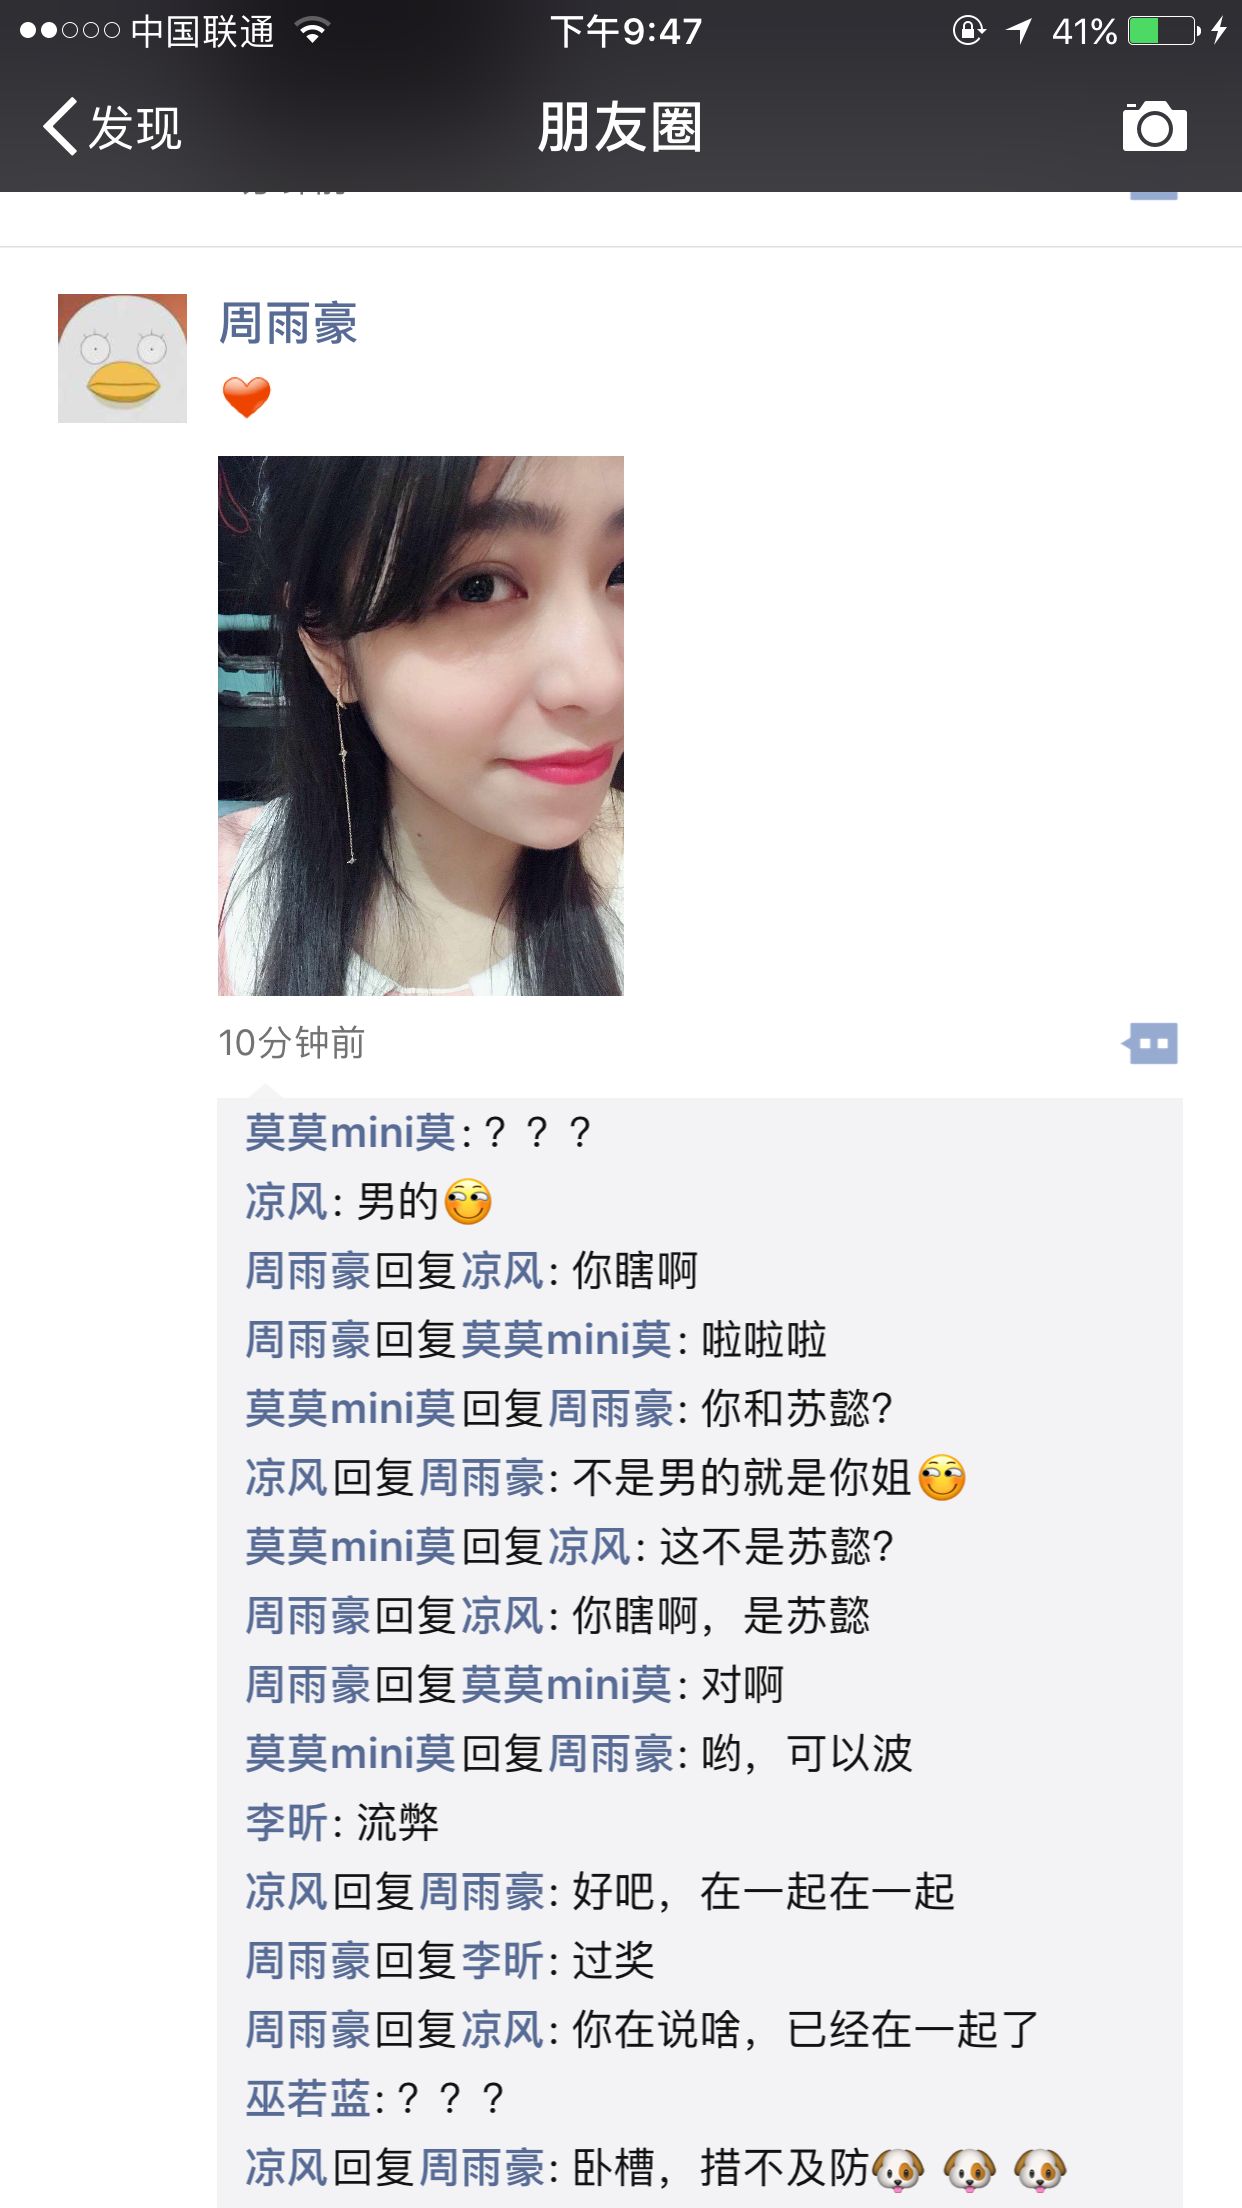 中国联通 下午9:47 41%
发现 朋友圈
周雨豪
10分钟前
莫莫mini莫:？？？
凉风: 男的
周雨豪回复凉风: 你瞎啊
周雨豪回复莫莫mini莫: 啦啦啦
莫莫mini莫回复周雨豪: 你和苏懿?
凉风回复周雨豪: 不是男的就是你姐
莫莫mini莫回复凉风: 这不是苏懿?
周雨豪回复凉风: 你瞎啊，是苏懿
周雨豪回复莫莫mini莫: 对啊
莫莫mini莫回复周雨豪: 哟，可以波
李昕: 流弊
凉风回复周雨豪: 好吧，在一起在一起
周雨豪回复李昕: 过奖
周雨豪回复凉风: 你在说啥，已经在一起了
巫若蓝:？？？
凉风回复周雨豪: 卧槽，措不及防